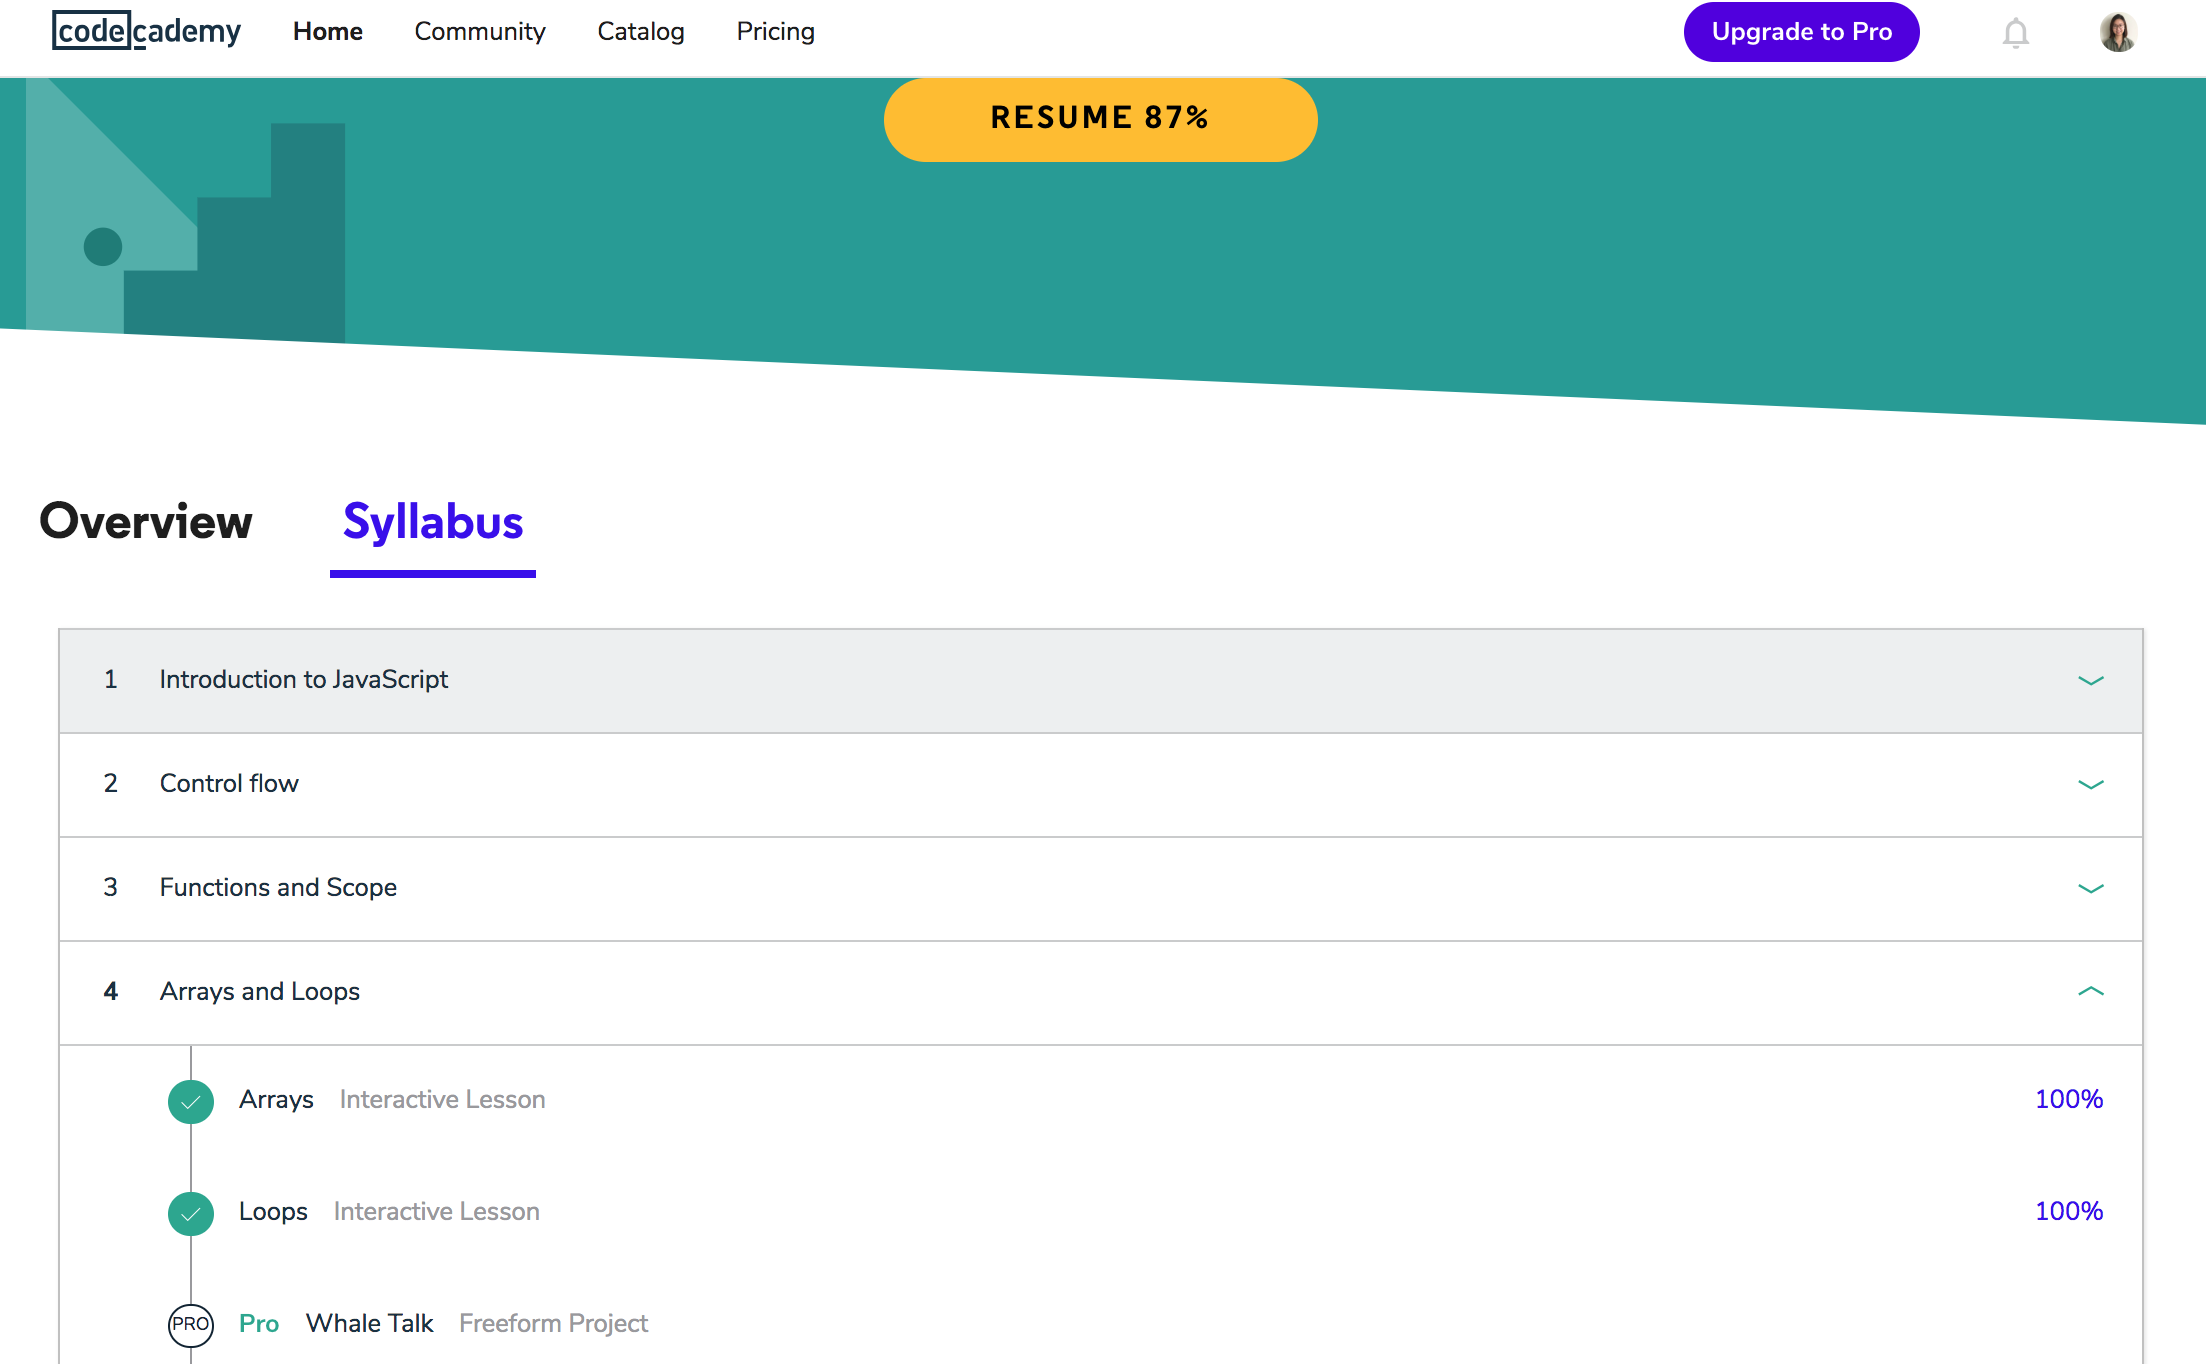 codecademy Home Community Catalog Pricing Upgrade to Pro
RESUME 87%
Overview Syllabus
1 Introduction to JavaScript
2 Control flow
3 Functions and Scope
4 Arrays and Loops
Arrays Interactive Lesson 100%
Loops Interactive Lesson 100%
PRO Pro Whale Talk Freeform Project